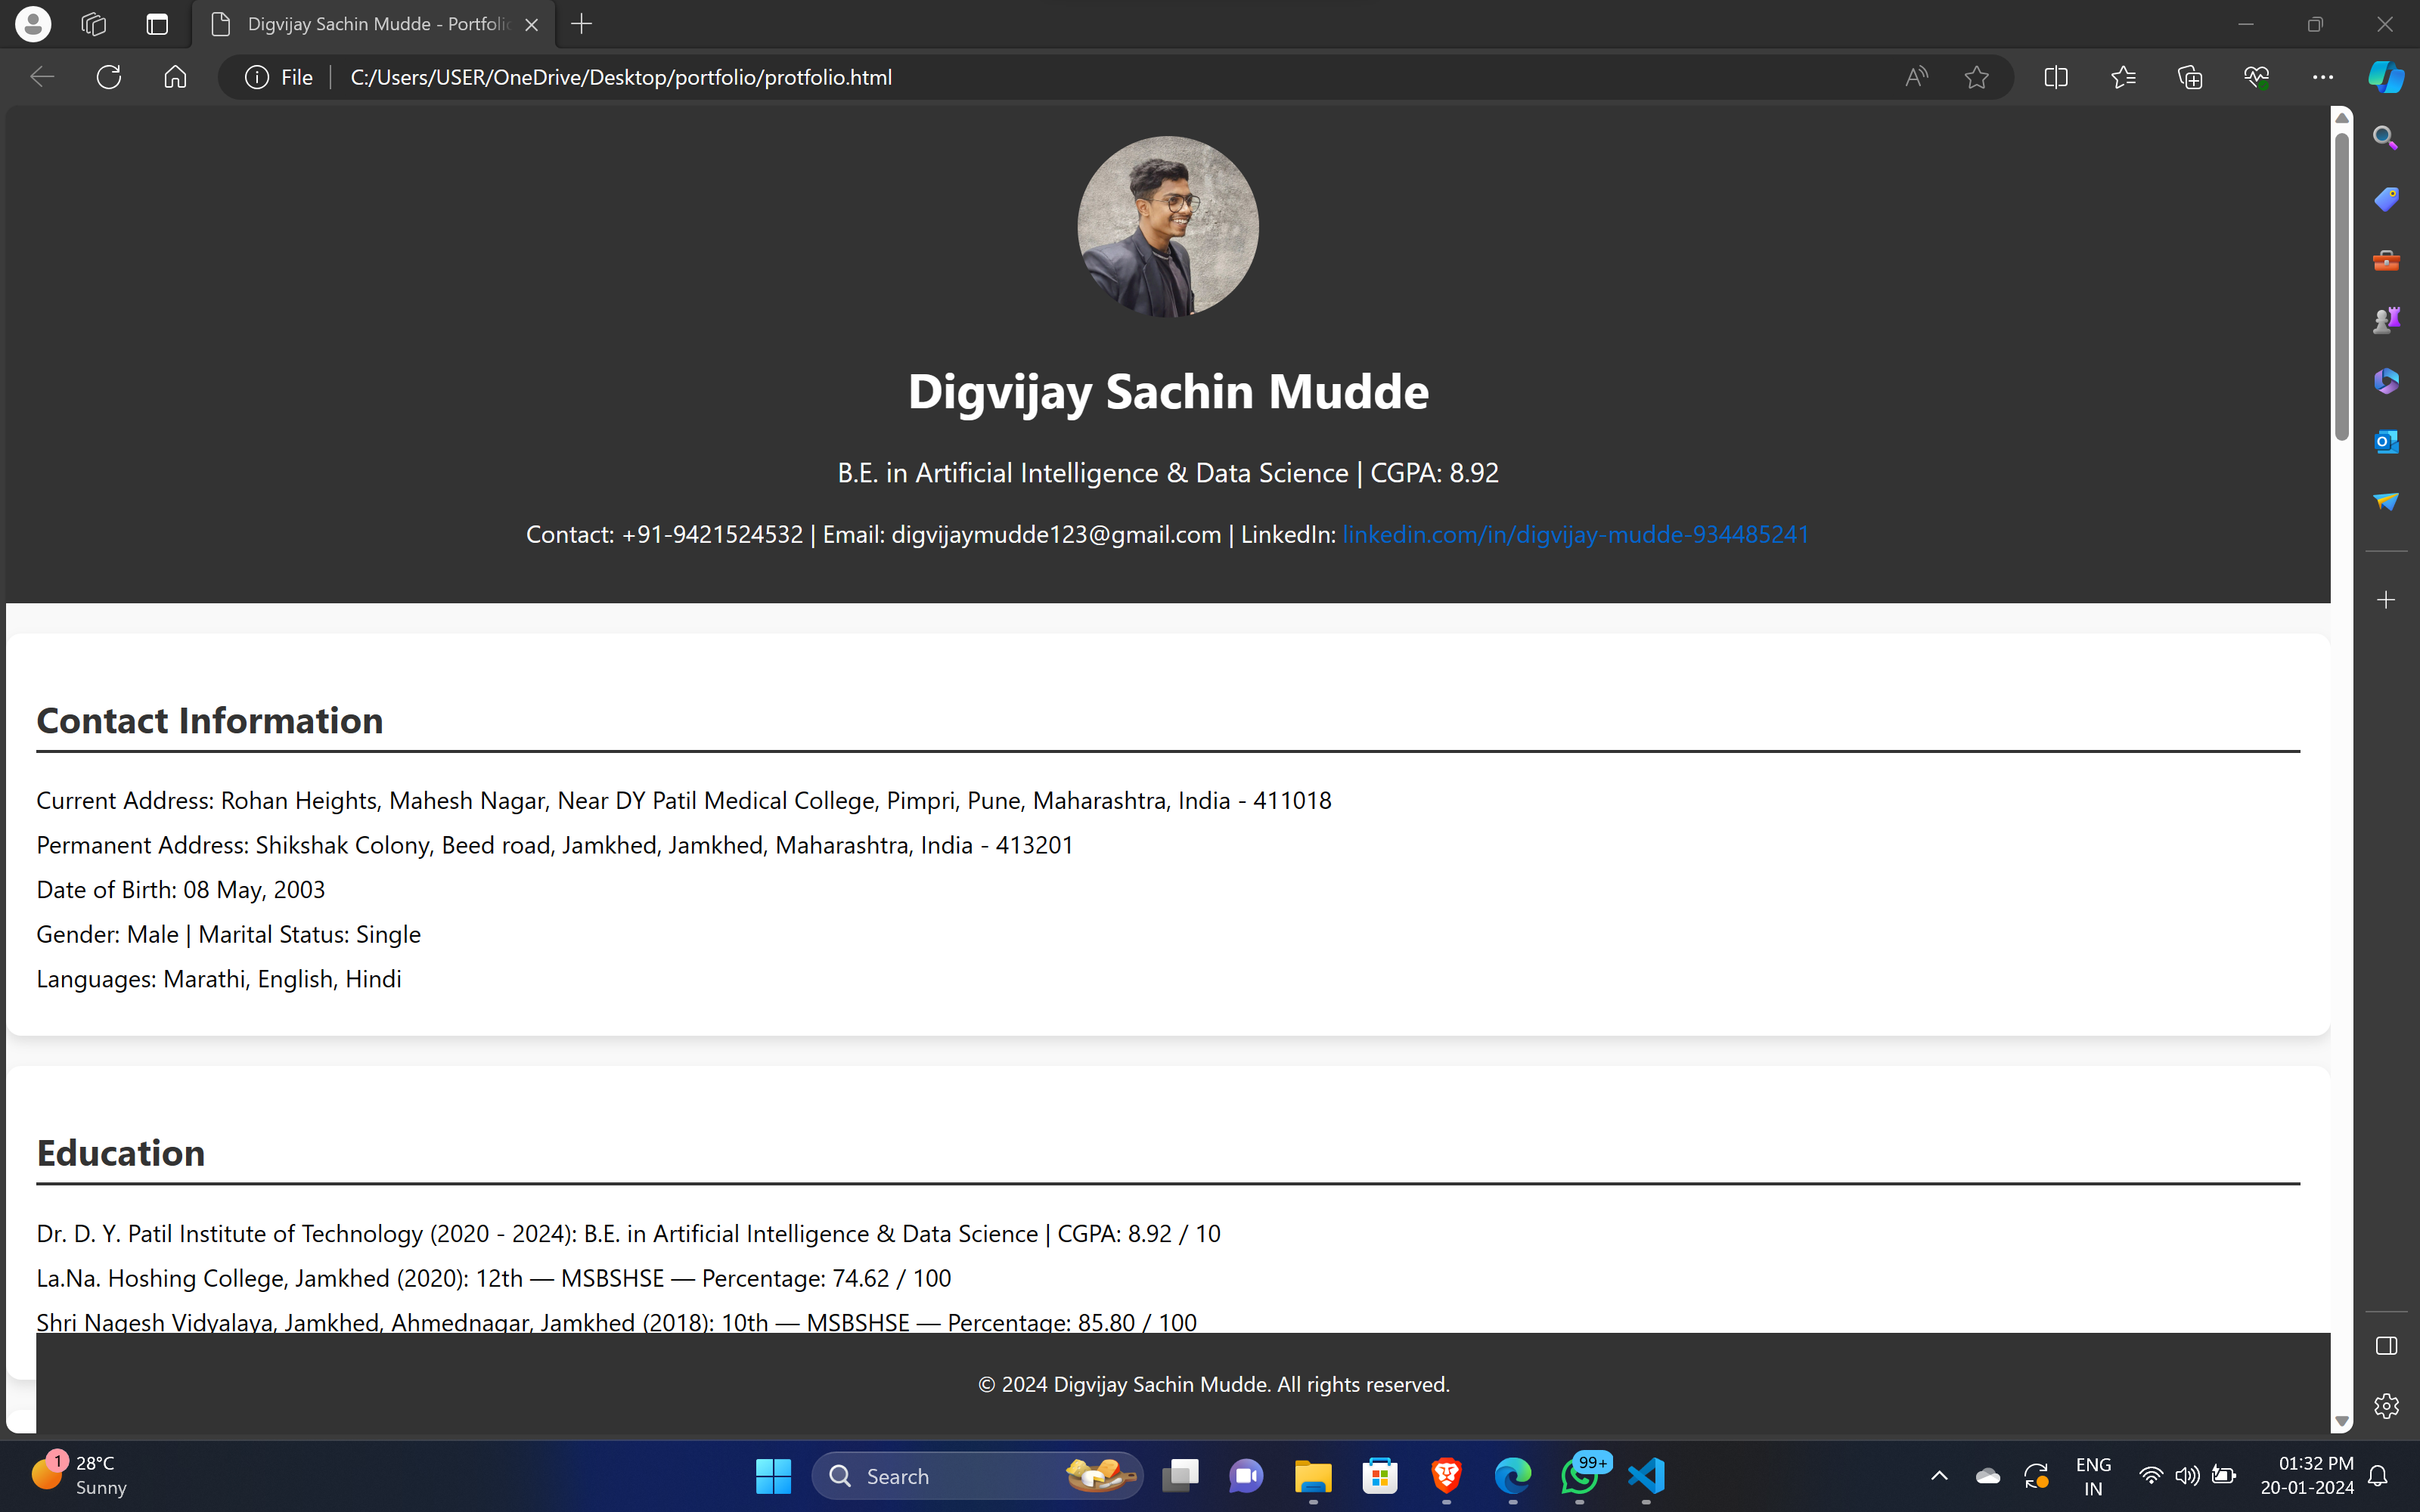 Digvijay Sachin Mudde - Portfolio
File
C:/Users/USER/OneDrive/Desktop/portfolio/protfolio.html
Digvijay Sachin Mudde
B.E. in Artificial Intelligence & Data Science | CGPA: 8.92
Contact: +91-9421524532 | Email: digvijaymudde123@gmail.com | LinkedIn: linkedin.com/in/digvijay-mudde-934485241
Contact Information
Current Address: Rohan Heights, Mahesh Nagar, Near DY Patil Medical College, Pimpri, Pune, Maharashtra, India - 411018
Permanent Address: Shikshak Colony, Beed road, Jamkhed, Jamkhed, Maharashtra, India - 413201
Date of Birth: 08 May, 2003
Gender: Male | Marital Status: Single
Languages: Marathi, English, Hindi
Education
Dr. D. Y. Patil Institute of Technology (2020 - 2024): B.E. in Artificial Intelligence & Data Science | CGPA: 8.92 / 10
La.Na. Hoshing College, Jamkhed (2020): 12th — MSBSHSE — Percentage: 74.62 / 100
Shri Nagesh Vidyalaya, Jamkhed, Ahmednagar, Jamkhed (2018): 10th — MSBSHSE — Percentage: 85.80 / 100
© 2024 Digvijay Sachin Mudde. All rights reserved.
1
28°C
Sunny
Search
99+
ENG
IN
01:32 PM
20-01-2024